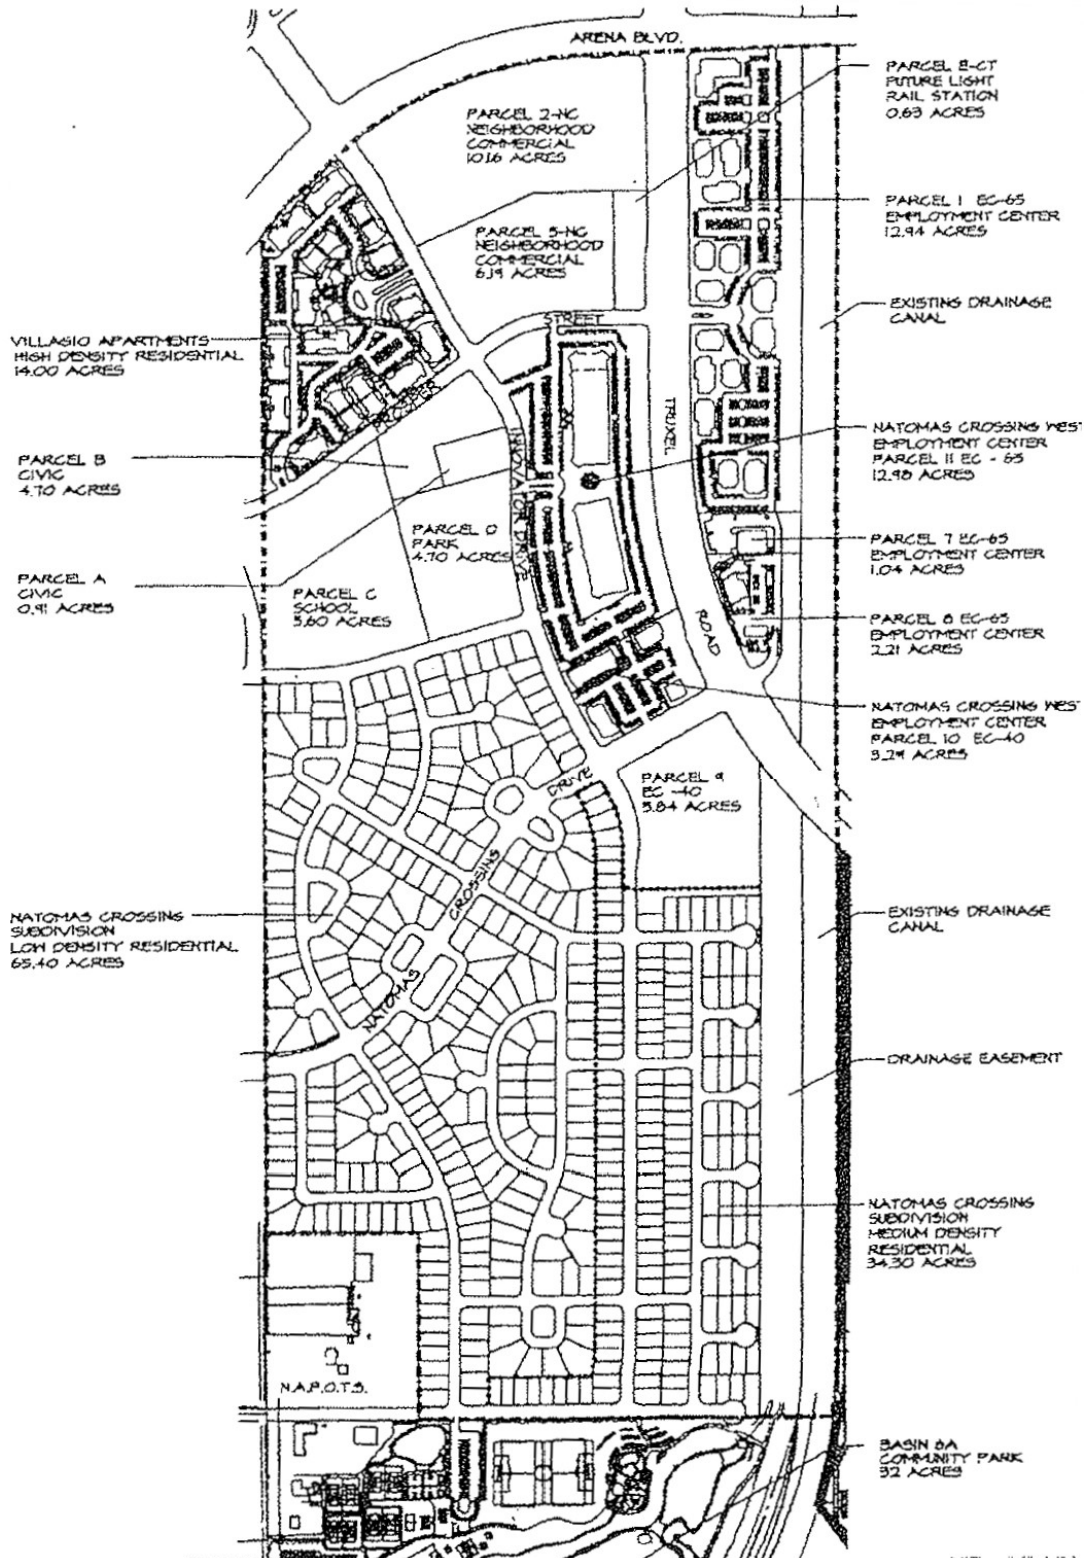 ARENA BLVD.
PARCEL E-CT
FUTURE LIGHT
RAIL STATION
0.63 ACRES
PARCEL 2-NC
NEIGHBORHOOD
COMMERCIAL
10.16 ACRES
PARCEL 1 EC-65
EMPLOYMENT CENTER
12.94 ACRES
PARCEL 3-NC
NEIGHBORHOOD
COMMERCIAL
6.19 ACRES
EXISTING DRAINAGE
CANAL
STREET
VILLAGIO APARTMENTS
HIGH DENSITY RESIDENTIAL
14.00 ACRES
TRUXEL
ROAD
NATOMAS CROSSING WEST
EMPLOYMENT CENTER
PARCEL 11 EC - 65
12.98 ACRES
PARCEL B
CIVIC
4.70 ACRES
INNOVATOR DRIVE
PARCEL D
PARK
4.70 ACRES
PARCEL 7 EC-65
EMPLOYMENT CENTER
1.04 ACRES
PARCEL A
CIVIC
0.91 ACRES
PARCEL C
SCHOOL
5.60 ACRES
PARCEL 8 EC-65
EMPLOYMENT CENTER
2.21 ACRES
NATOMAS CROSSING WEST
EMPLOYMENT CENTER
PARCEL 10 EC-40
3.29 ACRES
PARCEL 9
EC -40
5.84 ACRES
NATOMAS CROSSING DRIVE
NATOMAS CROSSING
SUBDIVISION
LOW DENSITY RESIDENTIAL
65.40 ACRES
EXISTING DRAINAGE
CANAL
DRAINAGE EASEMENT
NATOMAS CROSSING
SUBDIVISION
MEDIUM DENSITY
RESIDENTIAL
34.30 ACRES
N.A.P.O.T.S.
BASIN 8A
COMMUNITY PARK
32 ACRES